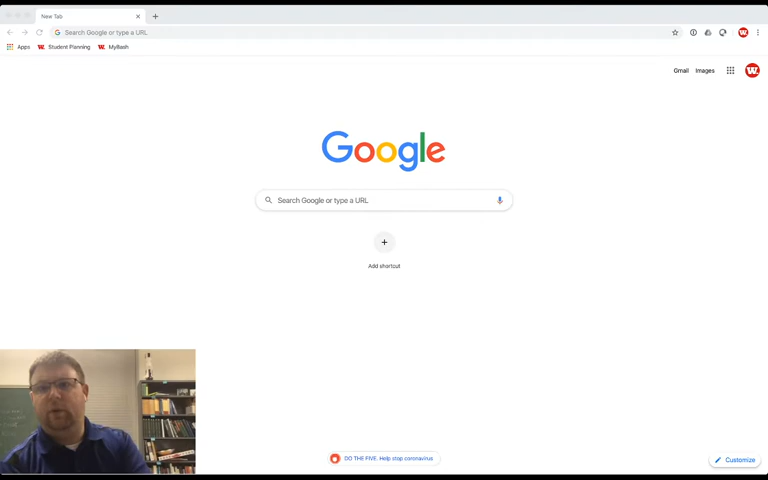 New Tab
Search Google or type a URL
Apps Student Planning MyBash
Gmail Images
Google
Search Google or type a URL
Add shortcut
DO THE FIVE. Help stop coronavirus
Customize